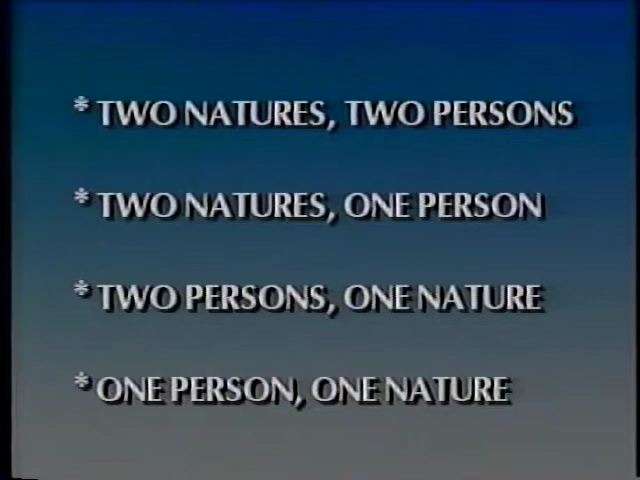 * TWO NATURES, TWO PERSONS
* TWO NATURES, ONE PERSON
* TWO PERSONS, ONE NATURE
* ONE PERSON, ONE NATURE